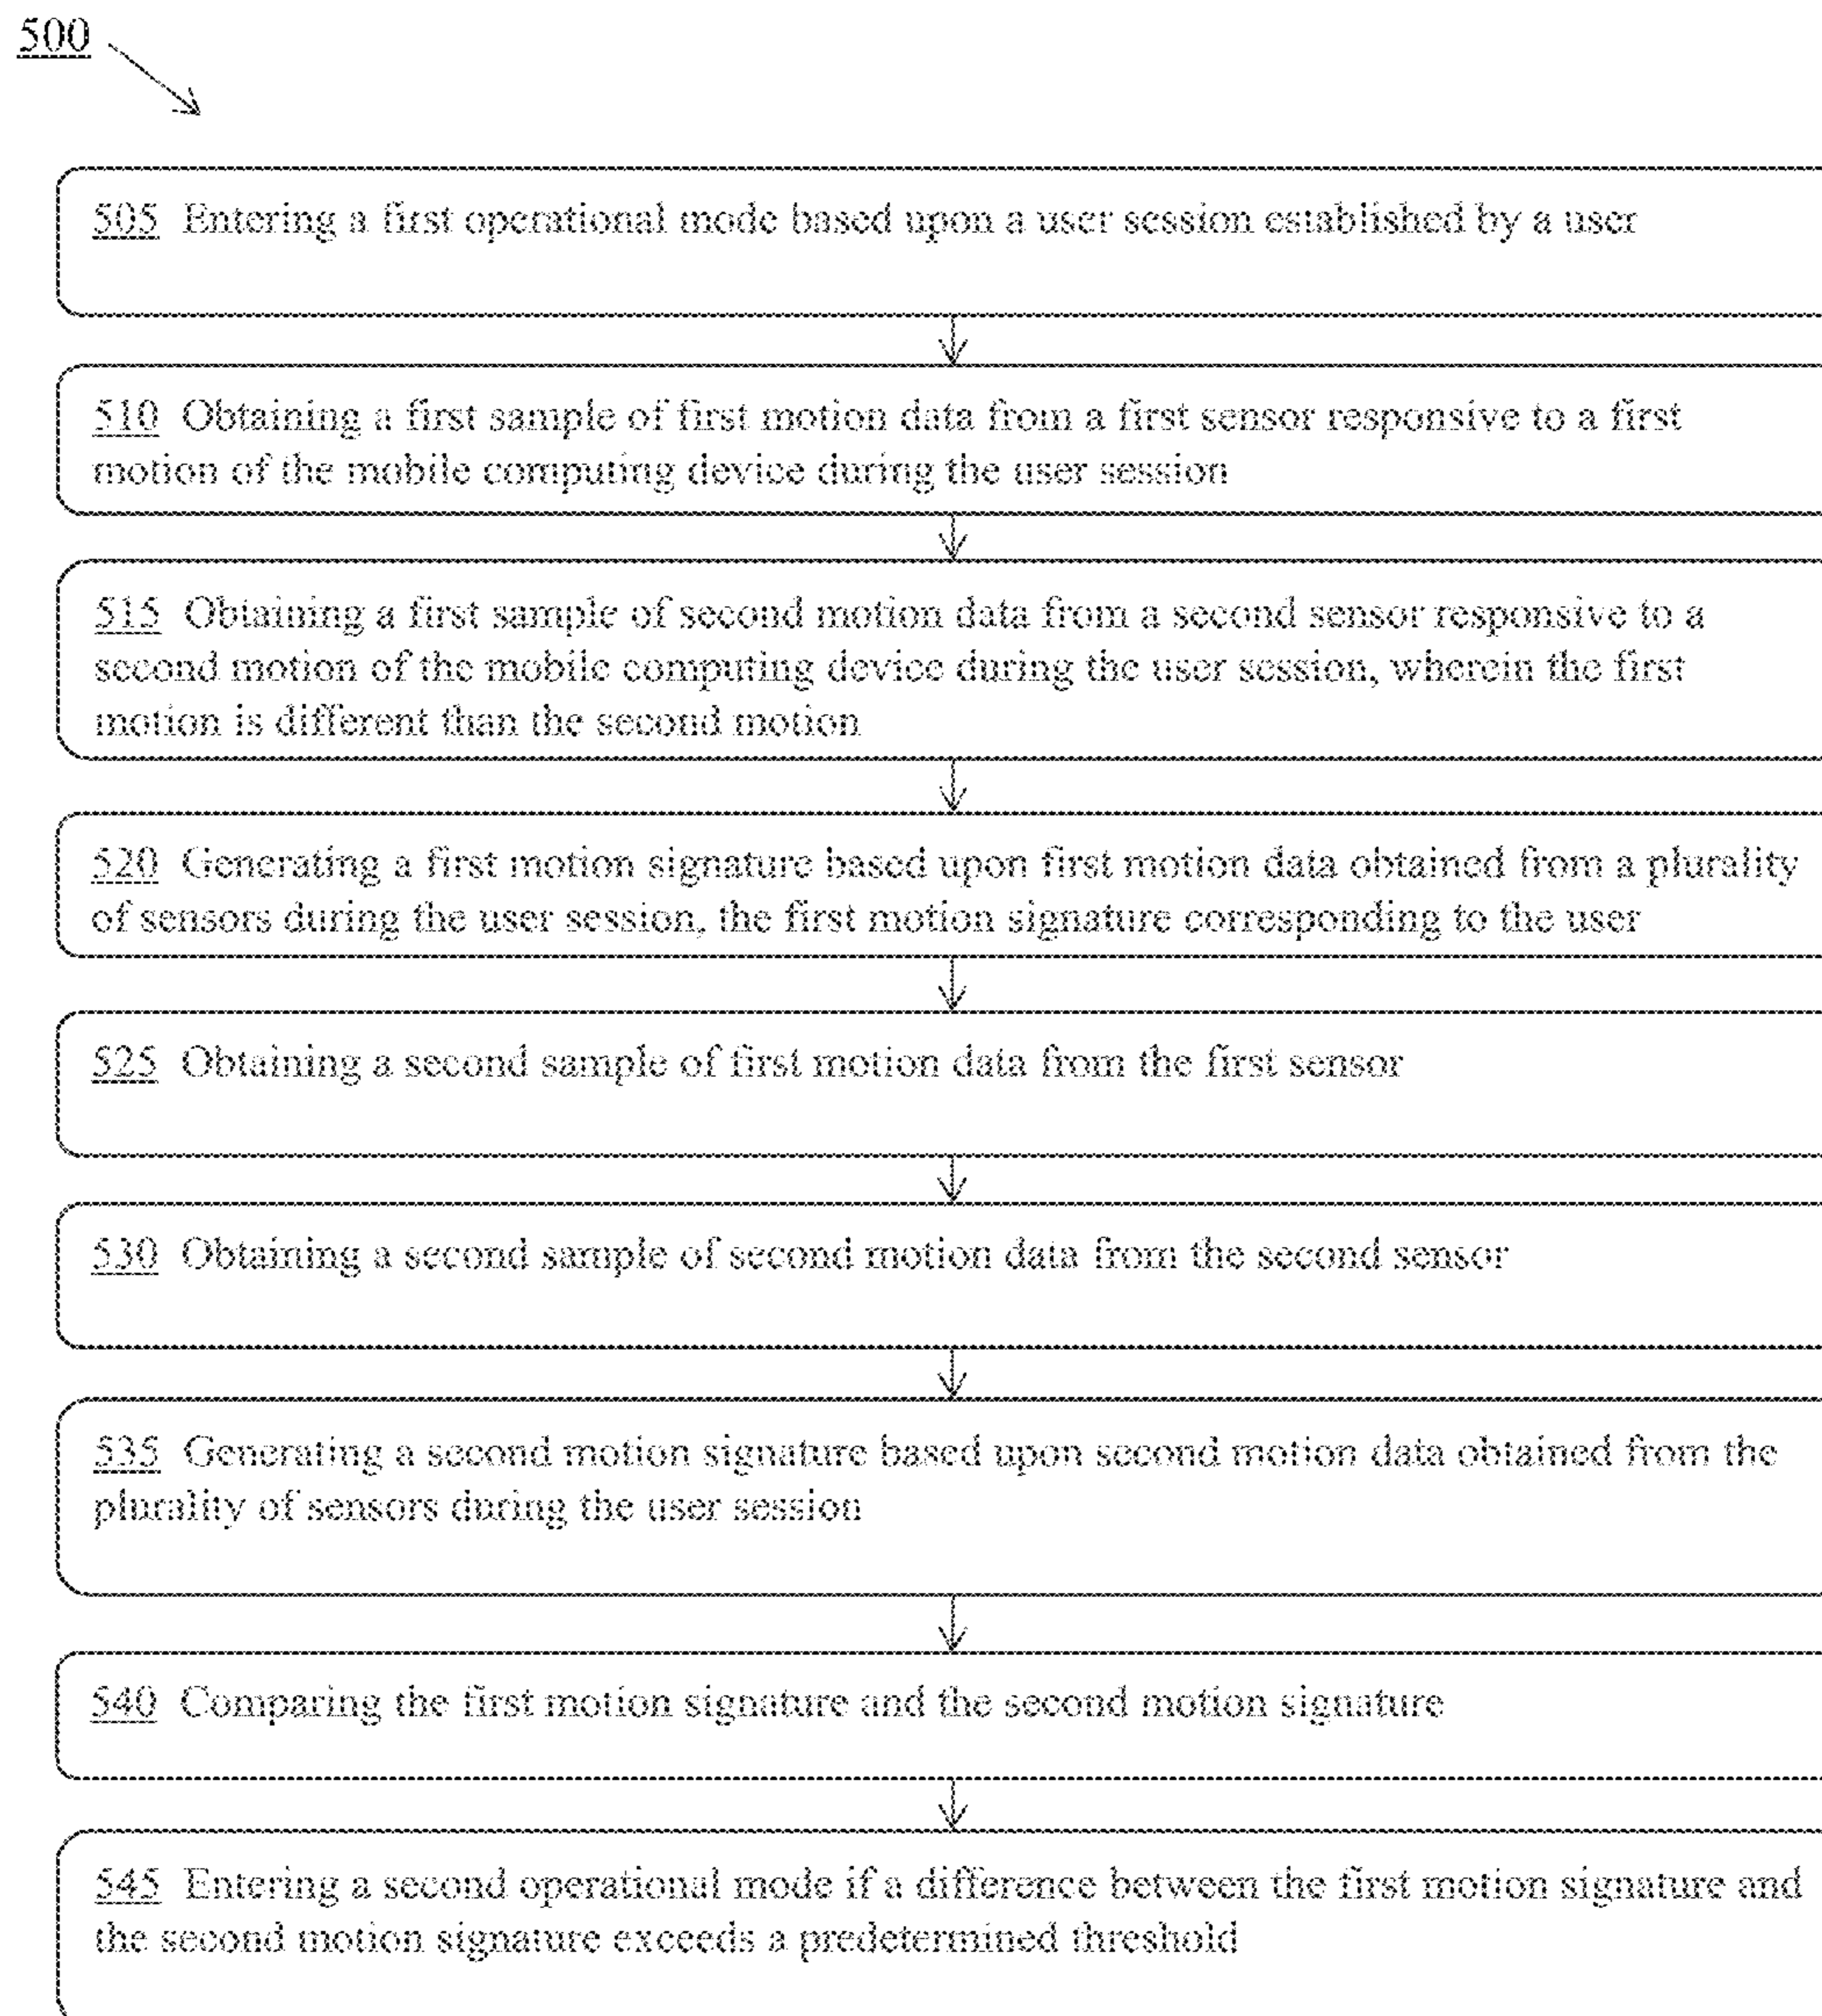 500
505 Entering a first operational mode based upon a user session established by a user
510 Obtaining a first sample of first motion data from a first sensor responsive to a first
motion of the mobile computing device during the user session
515 Obtaining a first sample of second motion data from a second sensor responsive to a
second motion of the mobile computing device during the user session, wherein the first
motion is different than the second motion
520 Generating a first motion signature based upon first motion data obtained from a plurality
of sensors during the user session, the first motion signature corresponding to the user
525 Obtaining a second sample of first motion data from the first sensor
530 Obtaining a second sample of second motion data from the second sensor
535 Generating a second motion signature based upon second motion data obtained from the
plurality of sensors during the user session
540 Comparing the first motion signature and the second motion signature
545 Entering a second operational mode if a difference between the first motion signature and
the second motion signature exceeds a predetermined threshold